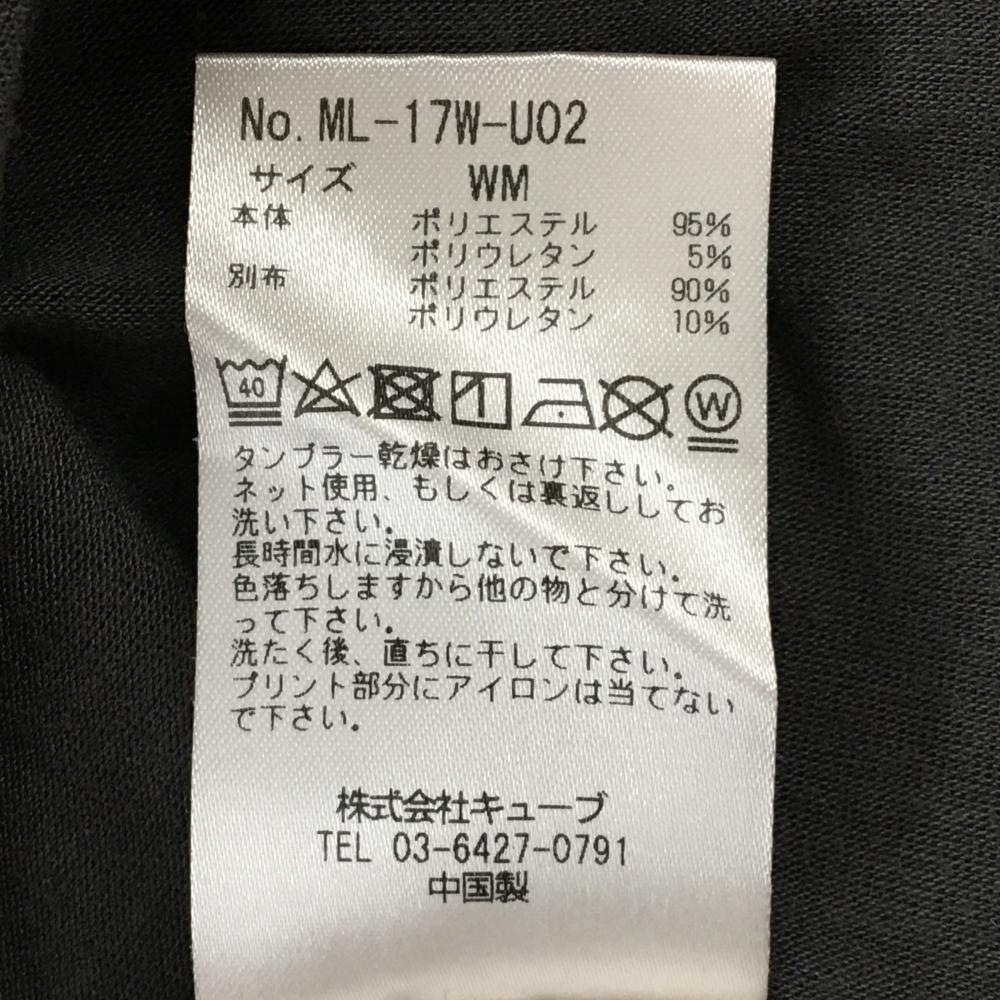 No. ML-17W-U02
サイズ WM
本体 ポリエステル 95%
ポリウレタン 5%
別布 ポリエステル 90%
ポリウレタン 10%
40 W
タンブラー乾燥はおさけ下さい。
ネット使用、もしくは裏返ししてお
洗い下さい。
長時間水に浸漬しないで下さい。
色落ちしますから他の物と分けて洗
って下さい。
洗たく後、直ちに干して下さい。
プリント部分にアイロンは当てない
で下さい。
株式会社キューブ
TEL 03-6427-0791
中国製